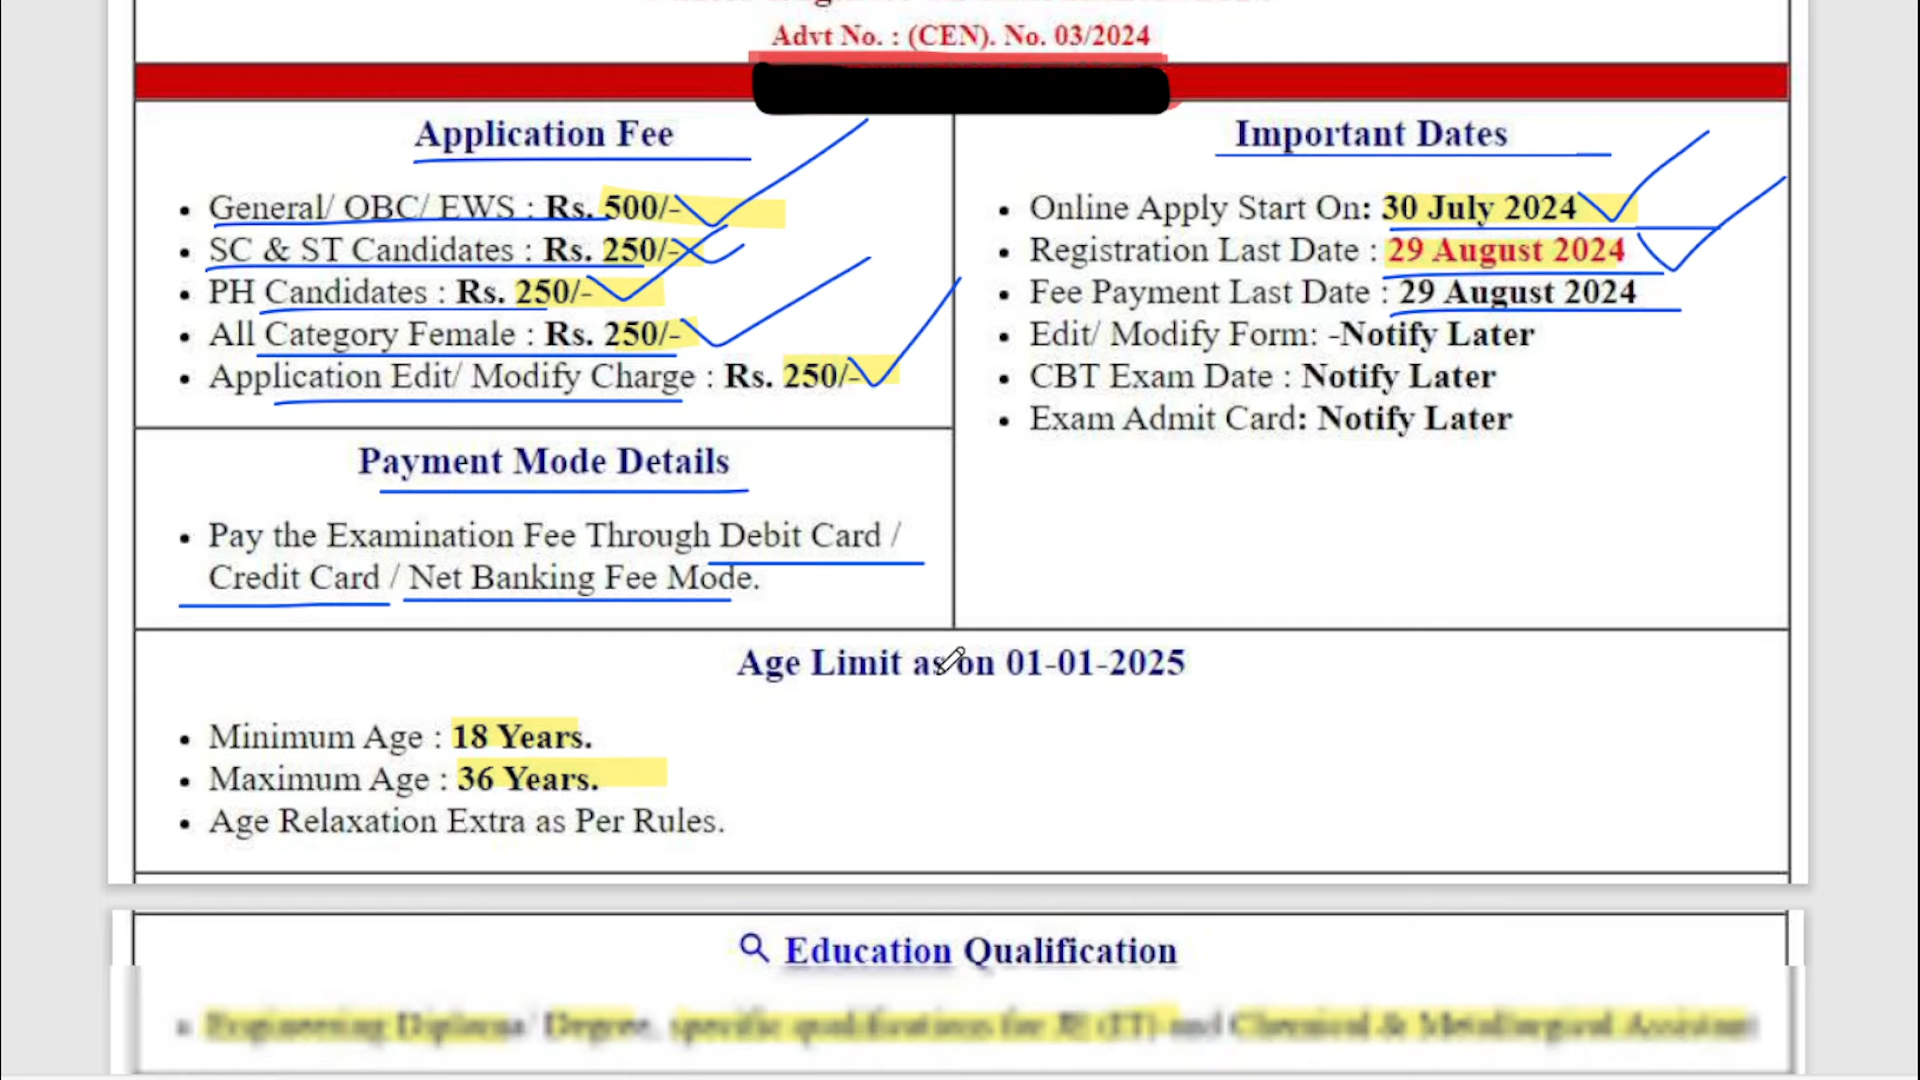 Advt No. : (CEN). No. 03/2024
Application Fee
General/ OBC/ EWS : Rs. 500/-
SC & ST Candidates : Rs. 250/-
PH Candidates : Rs. 250/-
All Category Female : Rs. 250/-
Application Edit/ Modify Charge : Rs. 250/-
Payment Mode Details
Pay the Examination Fee Through Debit Card /
Credit Card / Net Banking Fee Mode.
Important Dates
Online Apply Start On: 30 July 2024
Registration Last Date : 29 August 2024
Fee Payment Last Date : 29 August 2024
Edit/ Modify Form: -Notify Later
CBT Exam Date : Notify Later
Exam Admit Card: Notify Later
Age Limit as on 01-01-2025
Minimum Age : 18 Years.
Maximum Age : 36 Years.
Age Relaxation Extra as Per Rules.
Education Qualification